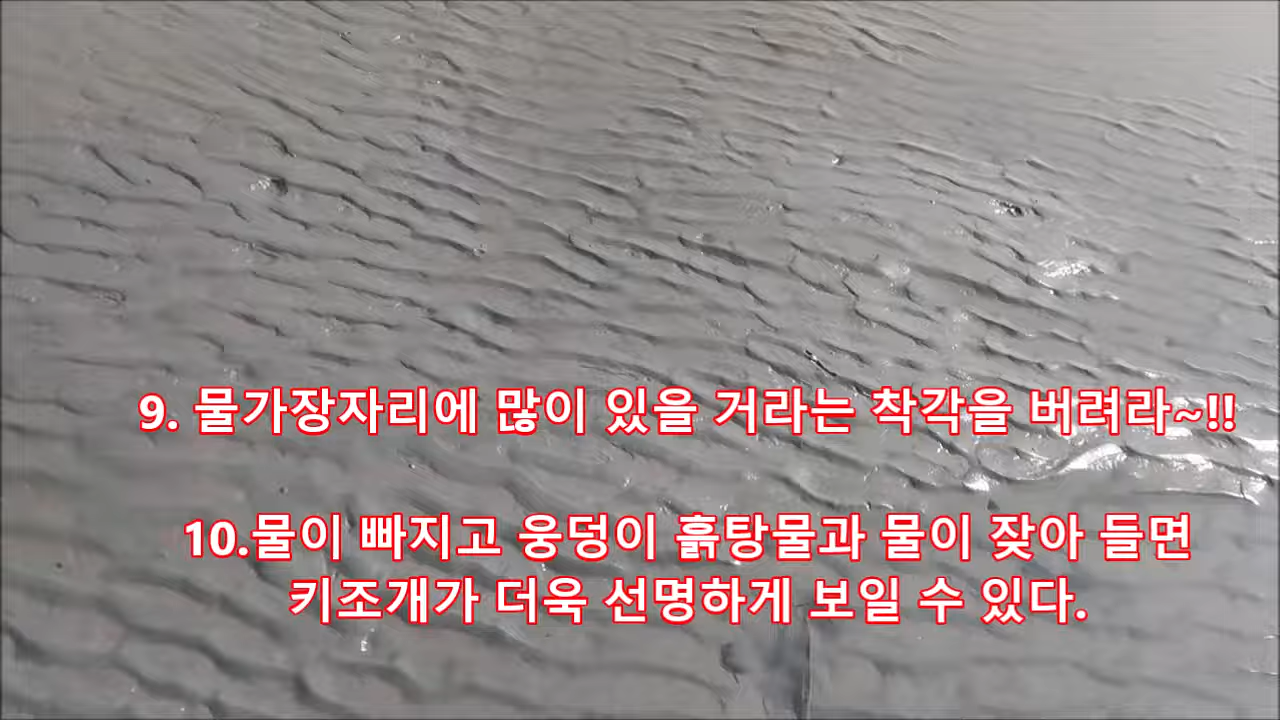 9. 물가장자리에 많이 있을 거라는 착각을 버려라~!!
10.물이 빠지고 웅덩이 흙탕물과 물이 잦아 들면
키조개가 더욱 선명하게 보일 수 있다.